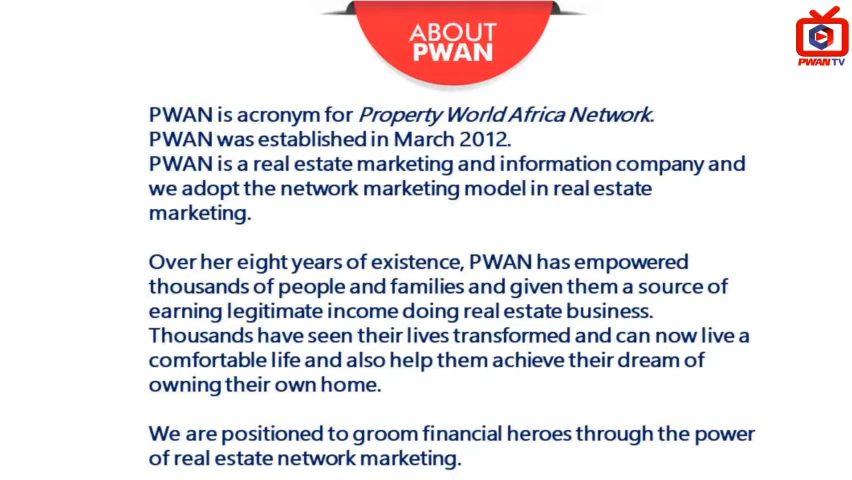 ABOUT
PWAN
PWANTV
PWAN is acronym for Property World Africa Network.
PWAN was established in March 2012.
PWAN is a real estate marketing and information company and
we adopt the network marketing model in real estate
marketing.
Over her eight years of existence, PWAN has empowered
thousands of people and families and given them a source of
earning legitimate income doing real estate business.
Thousands have seen their lives transformed and can now live a
comfortable life and also help them achieve their dream of
owning their own home.
We are positioned to groom financial heroes through the power
of real estate network marketing.